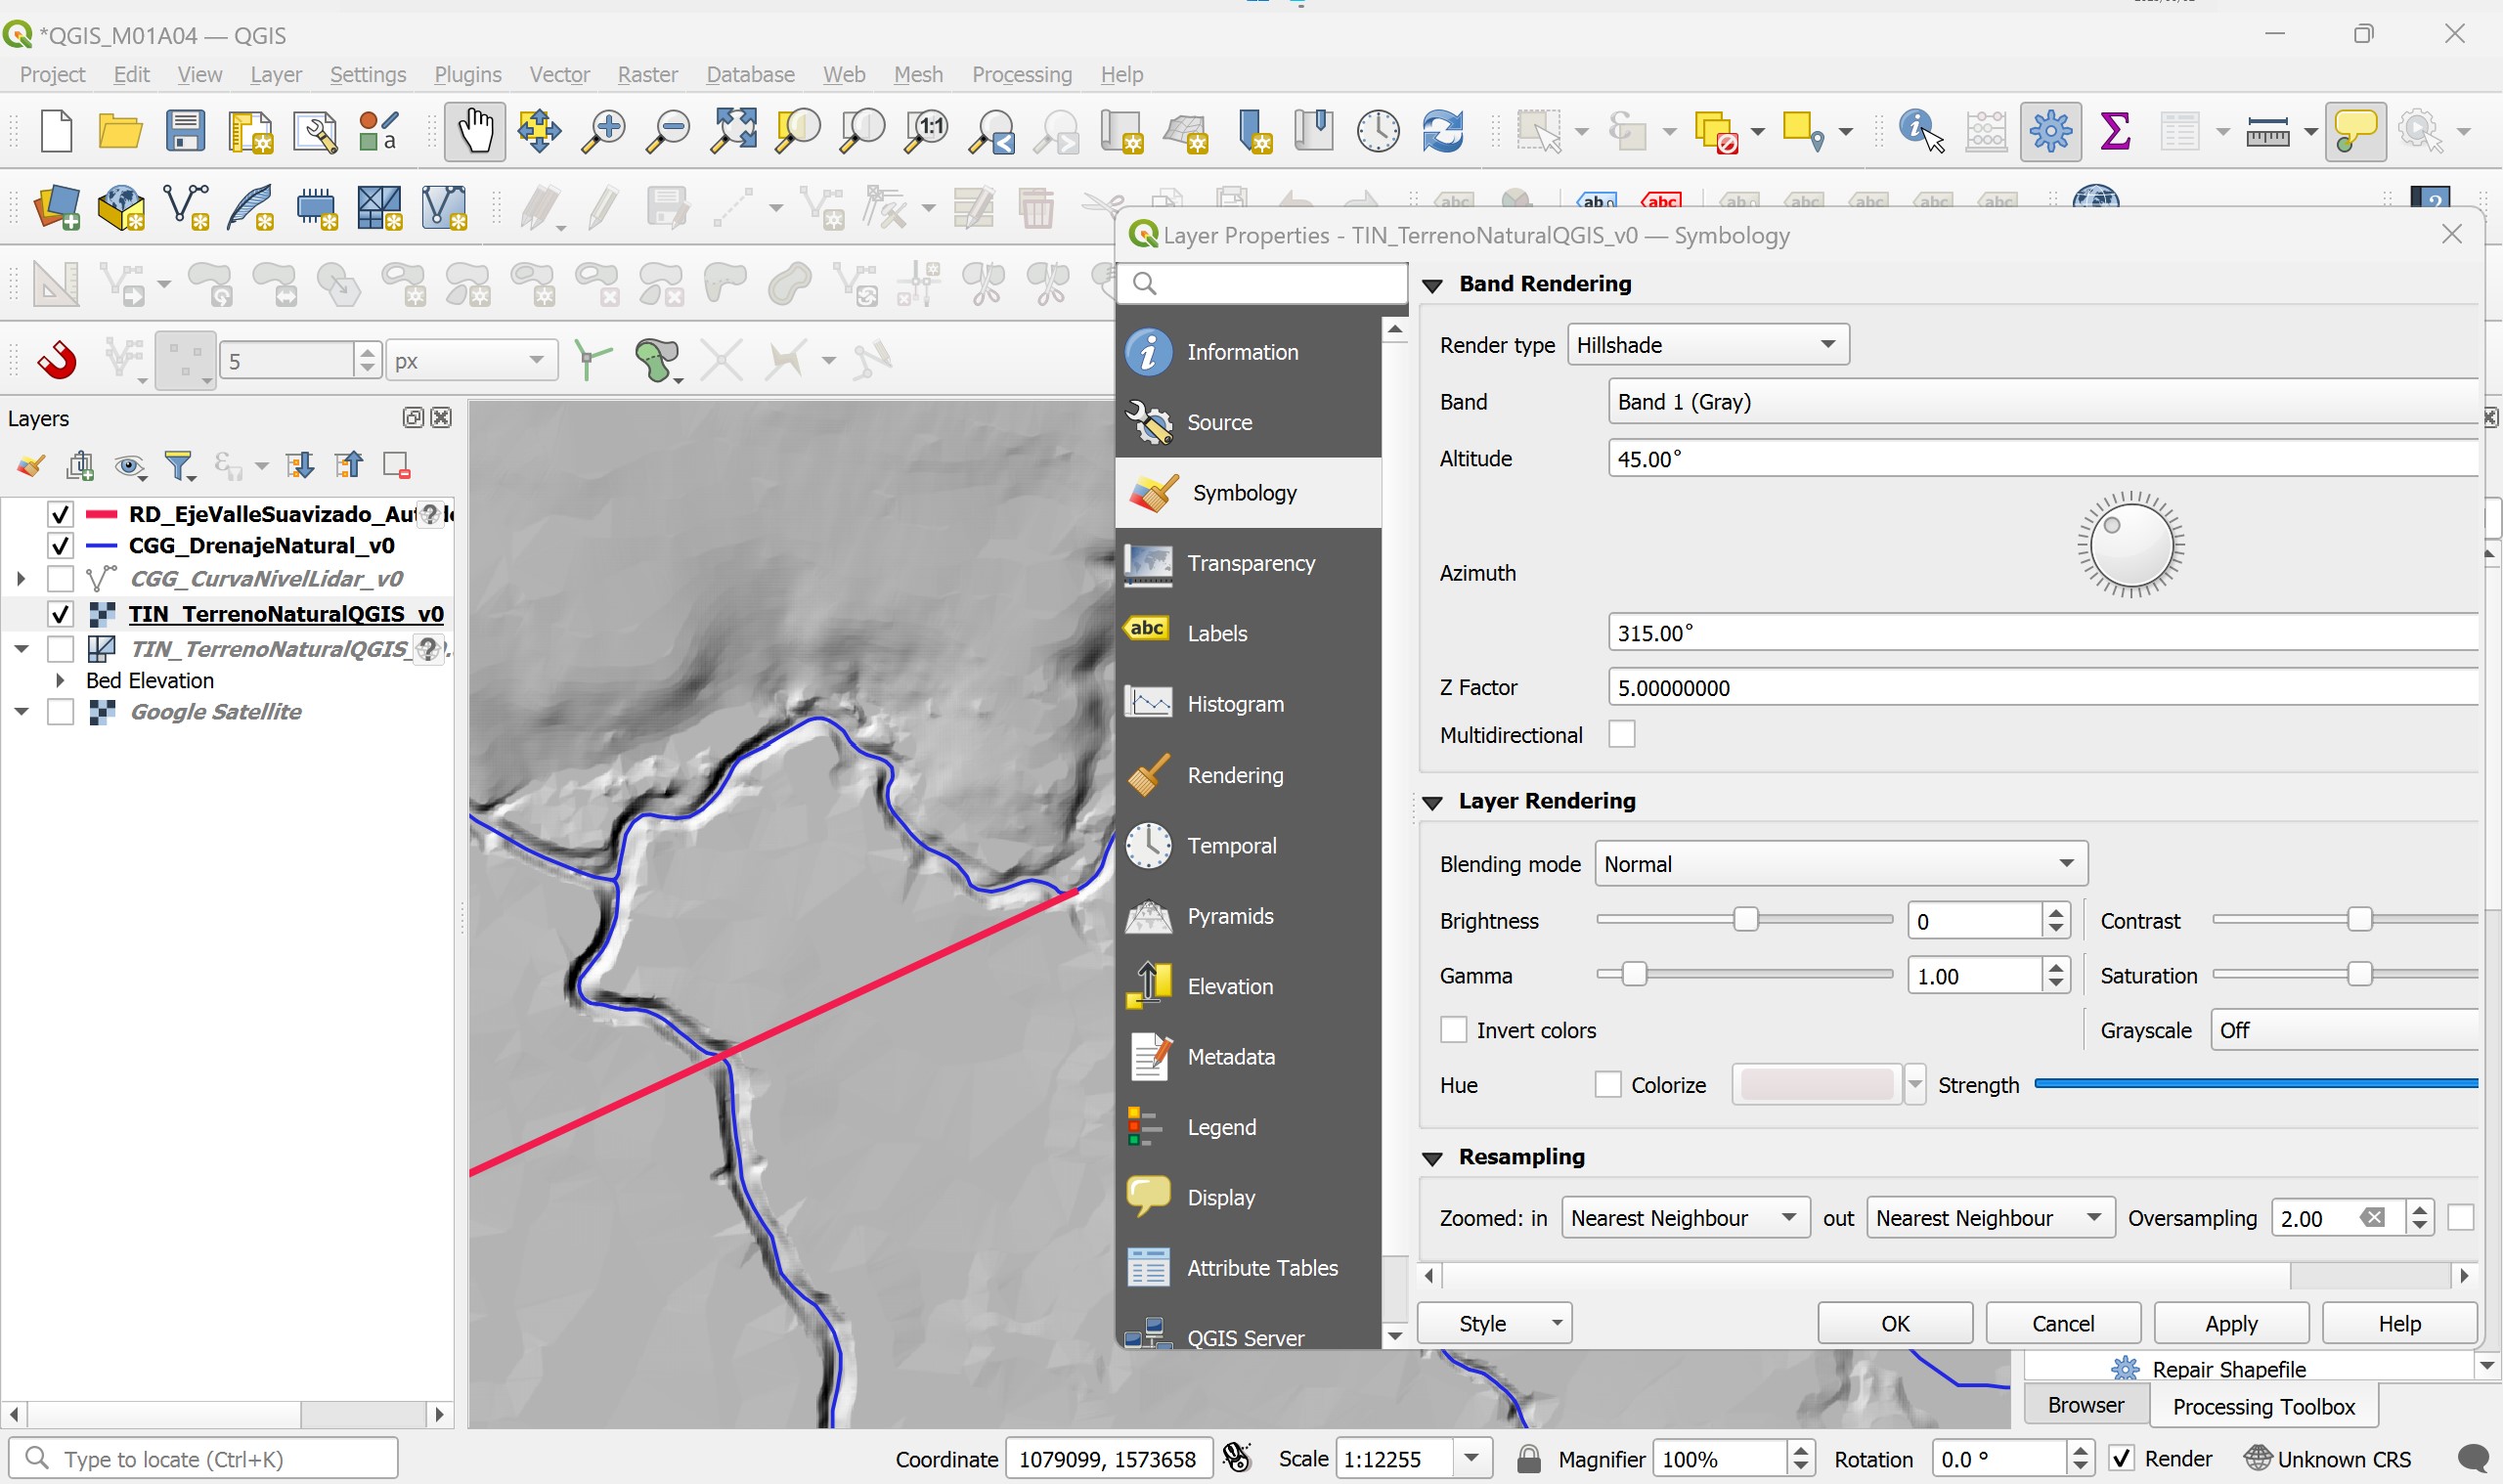 *QGIS_M01A04 — QGIS
Project Edit View Layer Settings Plugins Vector Raster Database Web Mesh Processing Help
5 px
Layers
RD_EjeValleSuavizado_Aut
CGG_DrenajeNatural_v0
CGG_CurvaNivelLidar_v0
TIN_TerrenoNaturalQGIS_v0
TIN_TerrenoNaturalQGIS_
Bed Elevation
Google Satellite
Layer Properties - TIN_TerrenoNaturalQGIS_v0 — Symbology
Information
Source
Symbology
Transparency
abc Labels
Histogram
Rendering
Temporal
Pyramids
Elevation
Metadata
Legend
Display
Attribute Tables
QGIS Server
Band Rendering
Render type Hillshade
Band Band 1 (Gray)
Altitude 45.00°
Azimuth
315.00°
Z Factor 5.00000000
Multidirectional
Layer Rendering
Blending mode Normal
Brightness 0 Contrast
Gamma 1.00 Saturation
Invert colors Grayscale Off
Hue Colorize Strength
Resampling
Zoomed: in Nearest Neighbour out Nearest Neighbour Oversampling 2.00
Style OK Cancel Apply Help
Repair Shapefile
Browser Processing Toolbox
Type to locate (Ctrl+K) Coordinate 1079099, 1573658 Scale 1:12255 Magnifier 100% Rotation 0.0 ° Render Unknown CRS